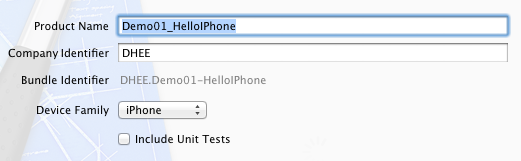 Product Name Demo01_HelloIPhone
Company Identifier DHEE
Bundle Identifier DHEE.Demo01-HelloIPhone
Device Family iPhone
Include Unit Tests